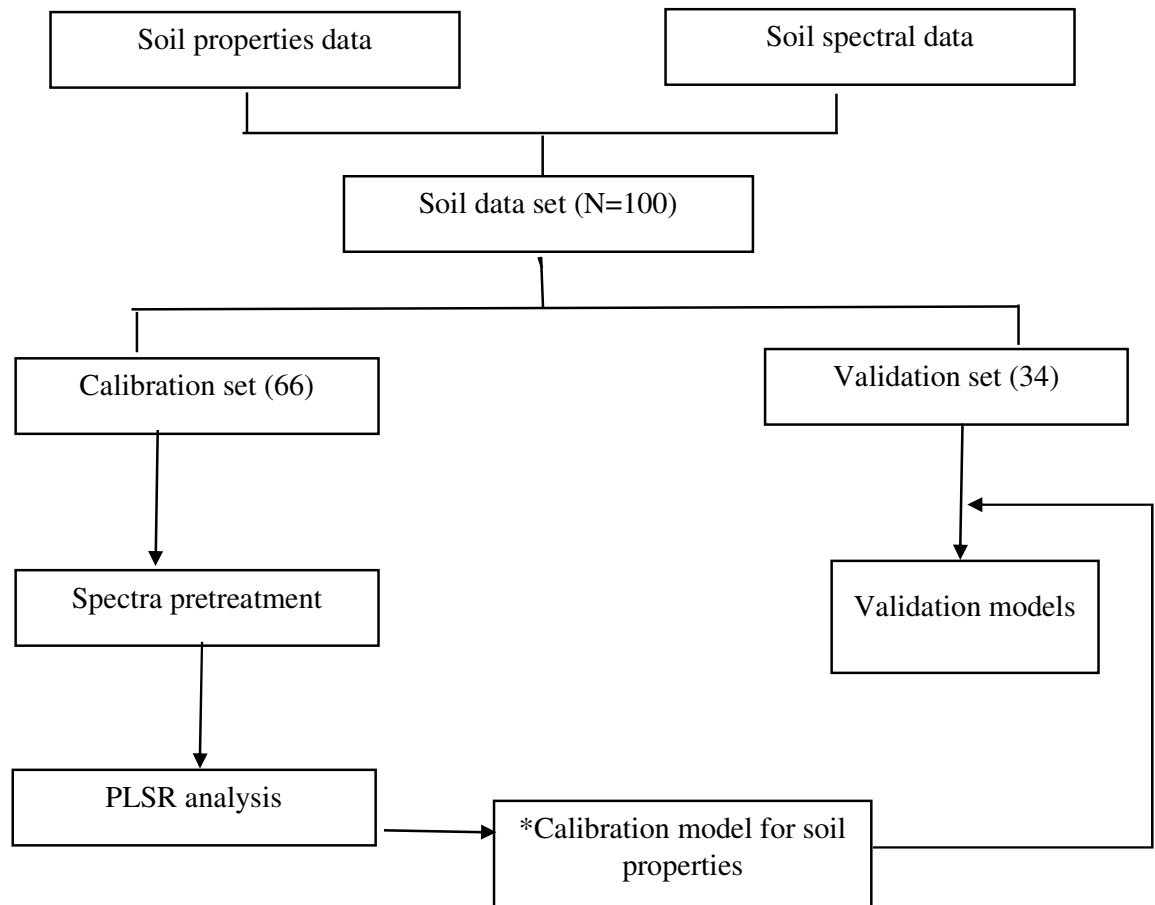 Soil properties data
Soil spectral data
Soil data set (N=100)
Calibration set (66)
Validation set (34)
Spectra pretreatment
Validation models
PLSR analysis
*Calibration model for soil
properties